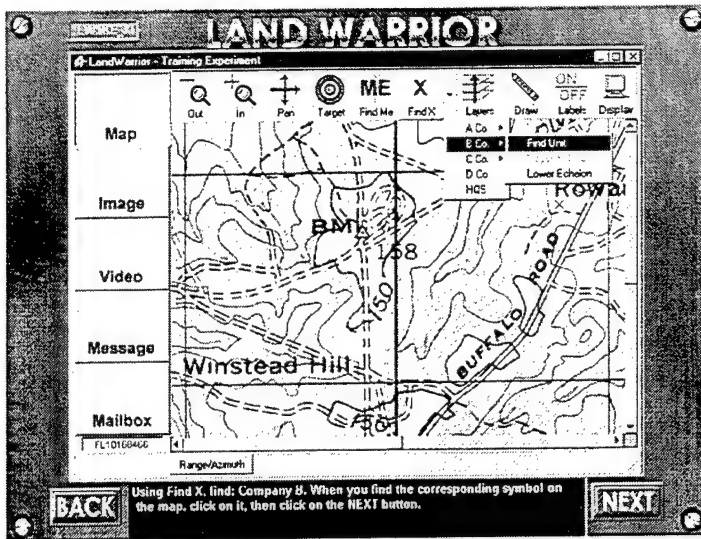 LAND WARRIOR
LandWarrior - Training Experiment
Out In Pan Target ME Find Me X Find X Layers Draw ON OFF Labels Display
Map
Image
Video
Message
Mailbox
A Co.
B Co. Find Unit
C Co.
D Co Lower Echelon
HQS
Rowal
BM
158
150
BUFFALO ROAD
Winstead Hill
FL10168466
Range/Azimuth
BACK
Using Find X, find: Company B. When you find the corresponding symbol on
the map, click on it, then click on the NEXT button.
NEXT